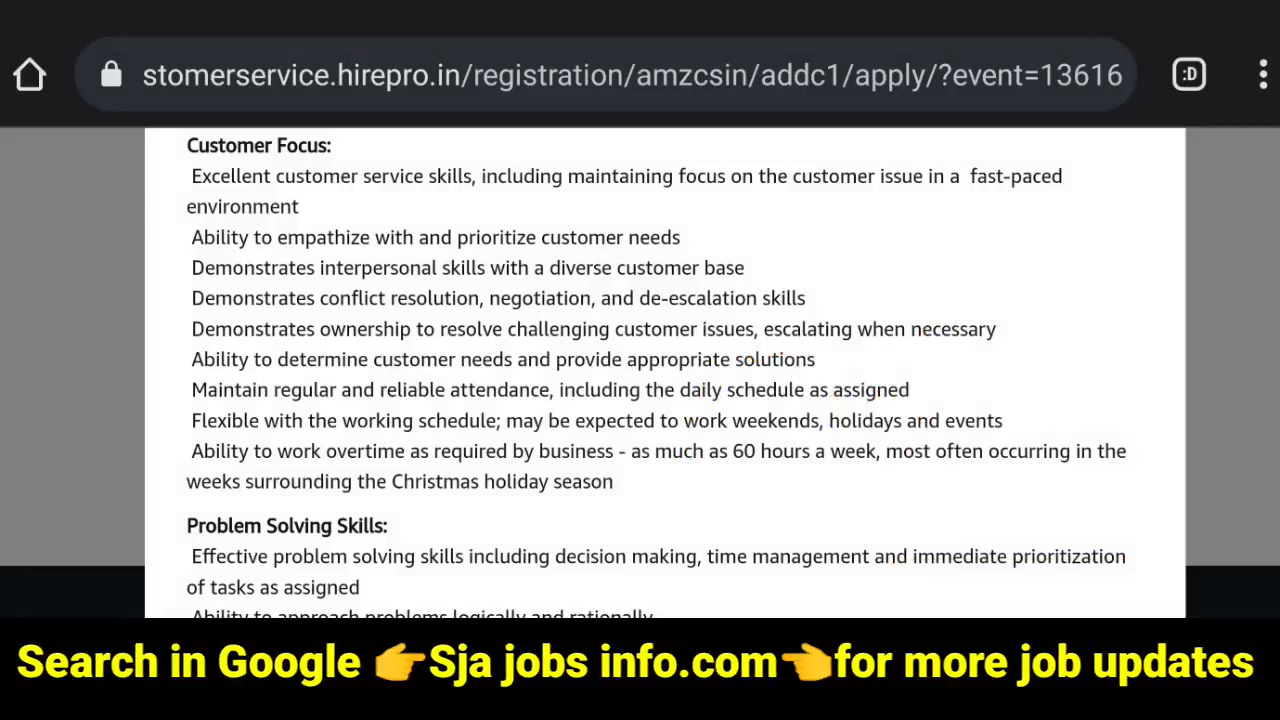 stomerservice.hirepro.in/registration/amzcsin/addc1/apply/?event=13616
:D
Customer Focus:
Excellent customer service skills, including maintaining focus on the customer issue in a fast-paced
environment
Ability to empathize with and prioritize customer needs
Demonstrates interpersonal skills with a diverse customer base
Demonstrates conflict resolution, negotiation, and de-escalation skills
Demonstrates ownership to resolve challenging customer issues, escalating when necessary
Ability to determine customer needs and provide appropriate solutions
Maintain regular and reliable attendance, including the daily schedule as assigned
Flexible with the working schedule; may be expected to work weekends, holidays and events
Ability to work overtime as required by business - as much as 60 hours a week, most often occurring in the
weeks surrounding the Christmas holiday season
Problem Solving Skills:
Effective problem solving skills including decision making, time management and immediate prioritization
of tasks as assigned
Ability to approach problems logically and rationally
Search in Google 👉Sja jobs info.com👈for more job updates